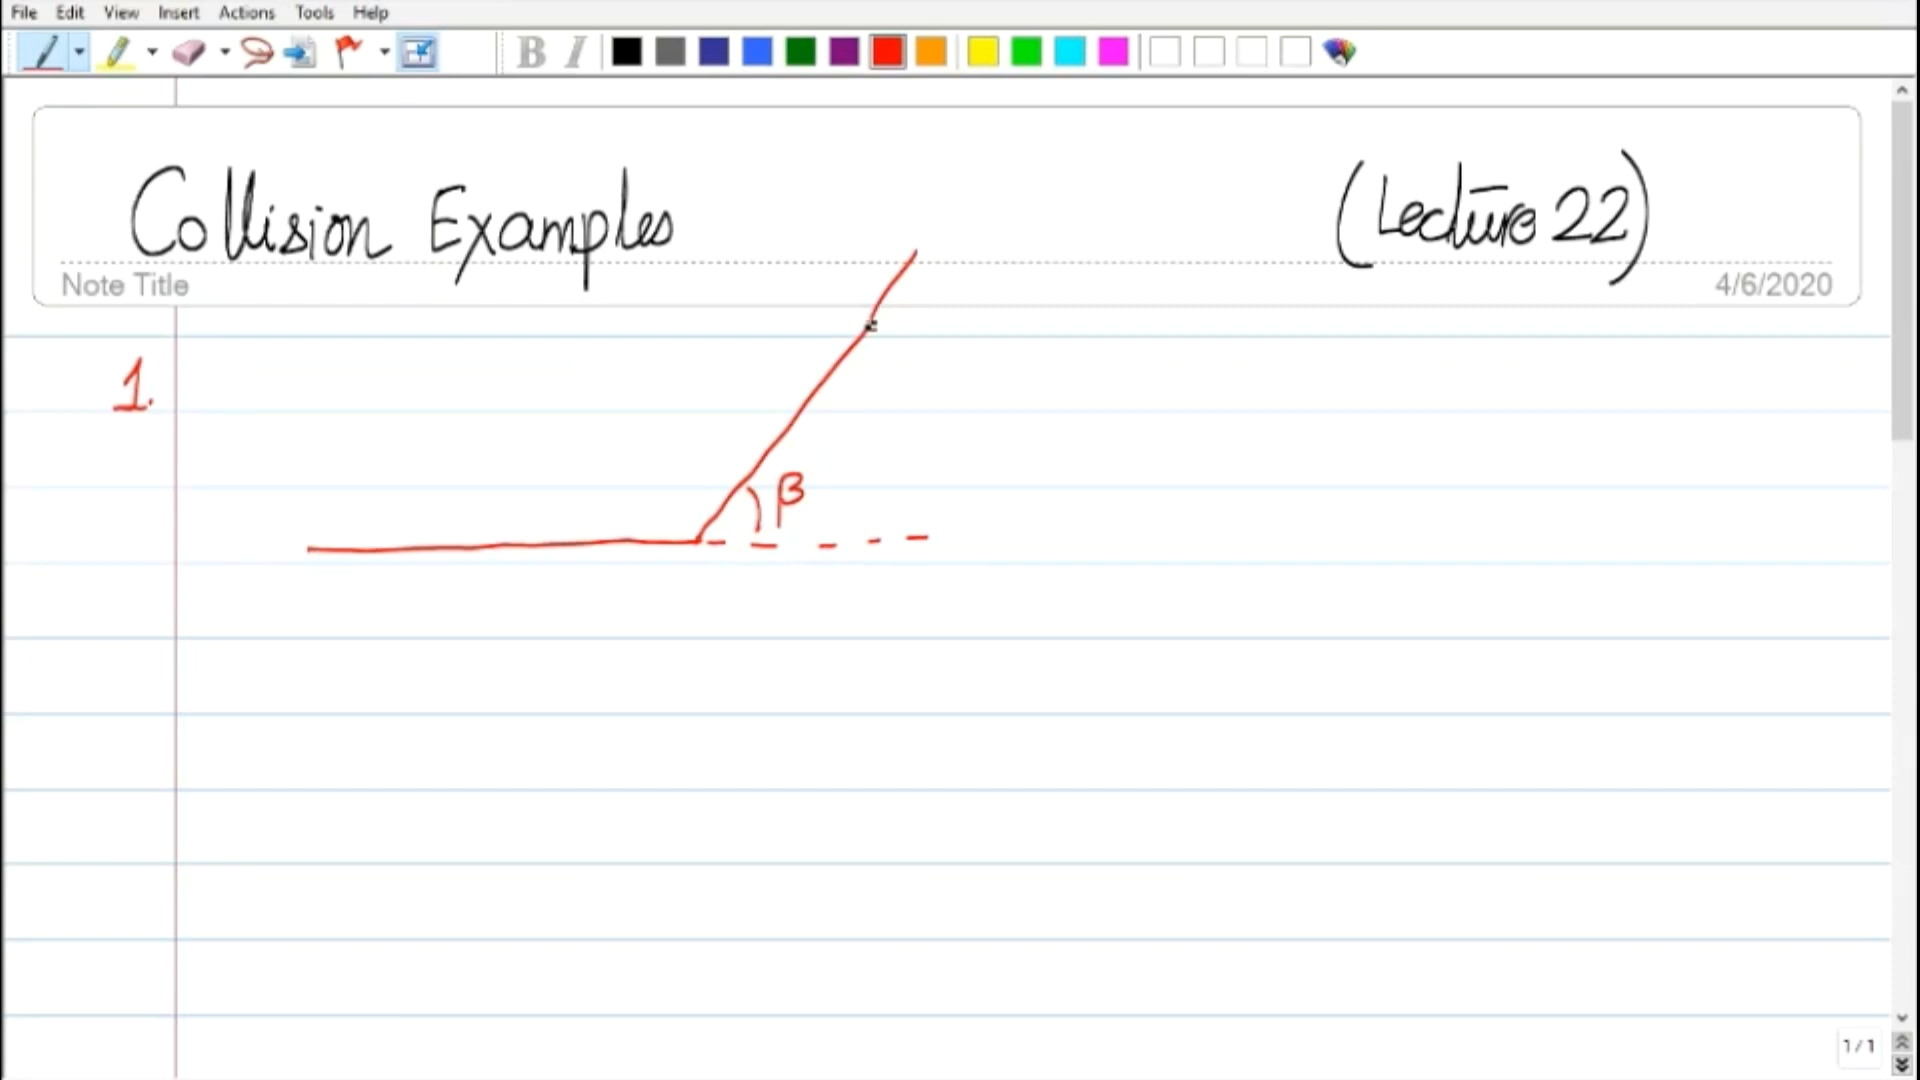 File Edit View Insert Actions Tools Help
B I
Collision Examples (Lecture 22)
Note Title 4/6/2020
1.
β
1 / 1